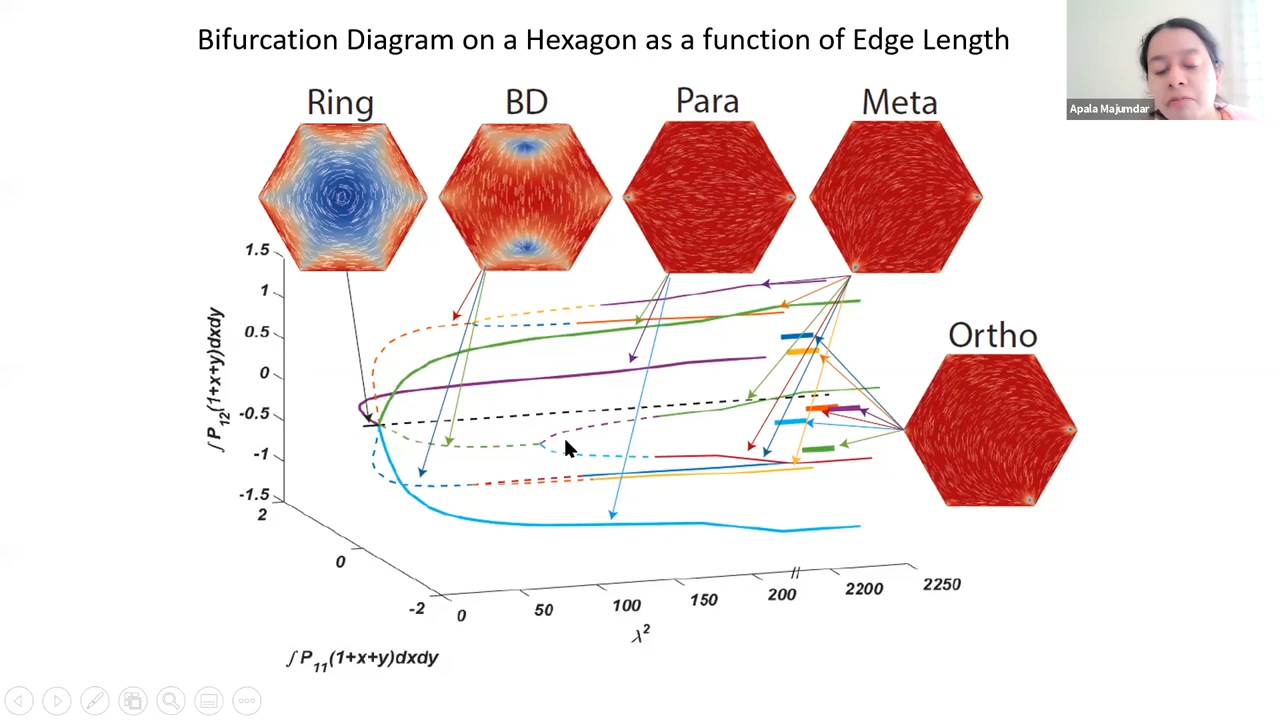 Bifurcation Diagram on a Hexagon as a function of Edge Length
Apala Majumdar
Ring
BD
Para
Meta
Ortho
1.5
1
0.5
0
-0.5
-1
-1.5
∫P12(1+x+y)dxdy
2
0
-2
∫P11(1+x+y)dxdy
0
50
100
150
200
2200
2250
λ²